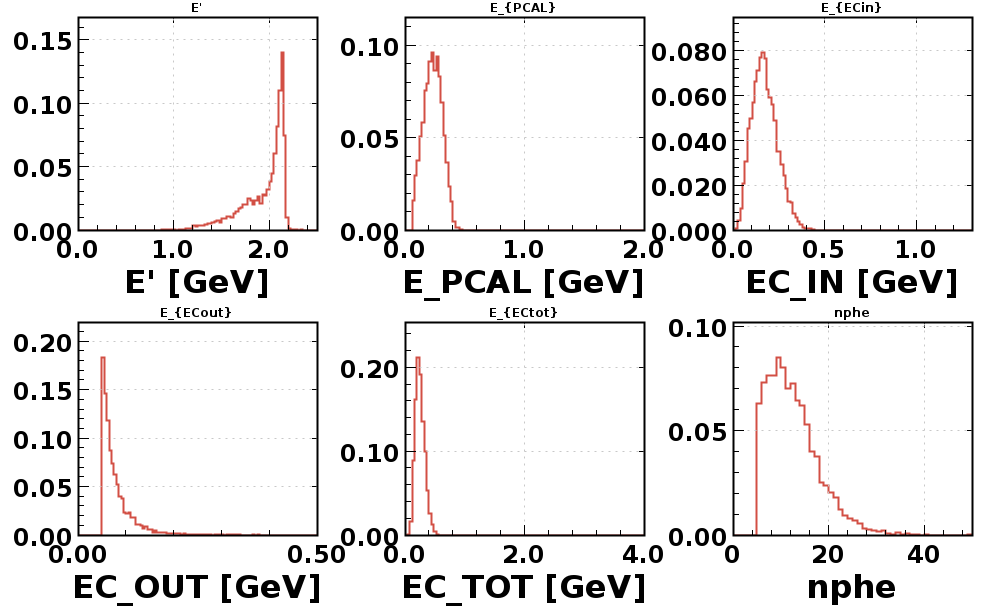 E'
0.15
0.10
0.05
0.00
0.0 1.0 2.0
E' [GeV]
E_{PCAL}
0.10
0.05
0.00
0.0 1.0 2.0
E_PCAL [GeV]
E_{ECin}
0.080
0.060
0.040
0.020
0.000
0.0 0.5 1.0
EC_IN [GeV]
E_{ECout}
0.20
0.15
0.10
0.05
0.00
0.00 0.50
EC_OUT [GeV]
E_{ECtot}
0.20
0.10
0.00
0.0 2.0 4.0
EC_TOT [GeV]
nphe
0.10
0.05
0.00
0 20 40
nphe